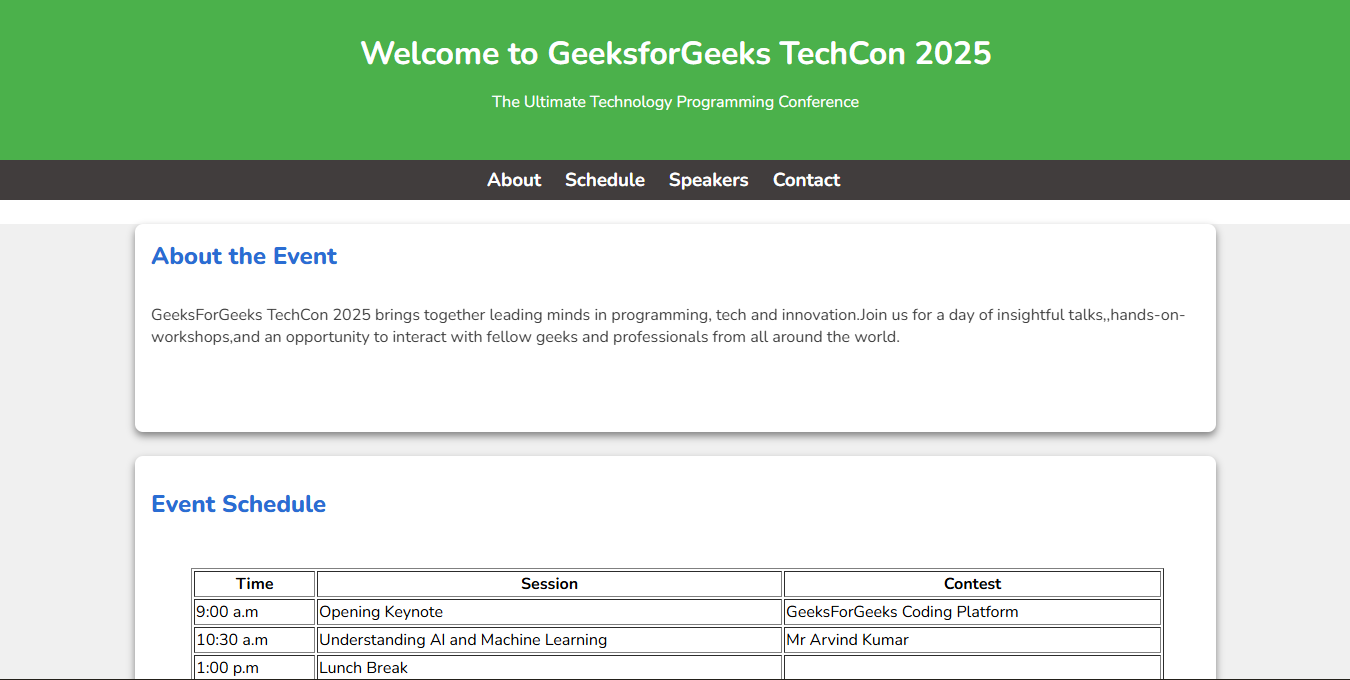 Welcome to GeeksforGeeks TechCon 2025
The Ultimate Technology Programming Conference
About Schedule Speakers Contact
About the Event
GeeksForGeeks TechCon 2025 brings together leading minds in programming, tech and innovation.Join us for a day of insightful talks,,hands-on-
workshops,and an opportunity to interact with fellow geeks and professionals from all around the world.
Event Schedule
Time Session Contest
9:00 a.m Opening Keynote GeeksForGeeks Coding Platform
10:30 a.m Understanding AI and Machine Learning Mr Arvind Kumar
1:00 p.m Lunch Break